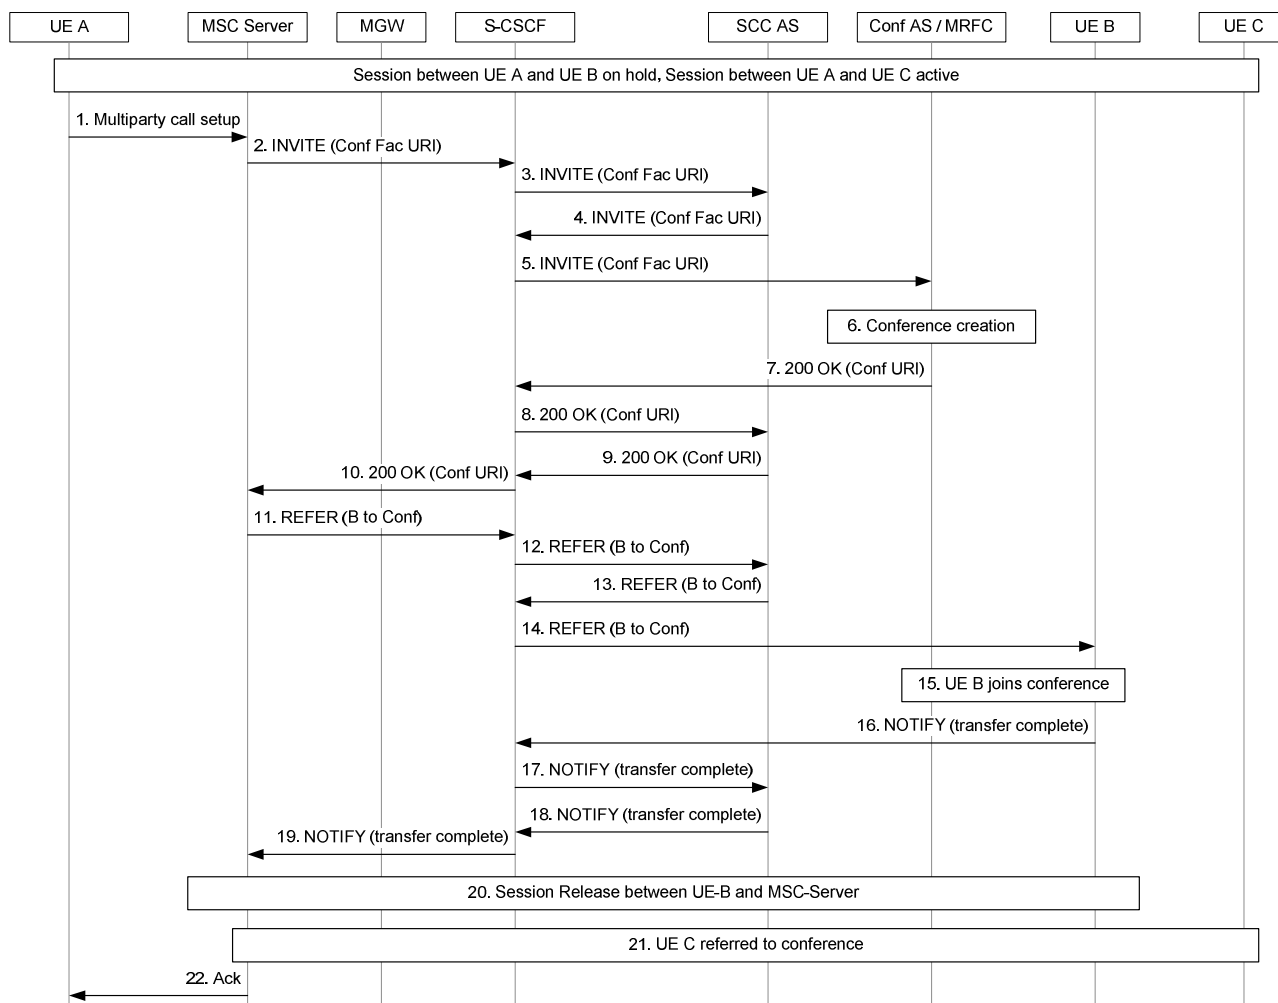 UE A
MSC Server
MGW
S-CSCF
SCC AS
Conf AS / MRFC
UE B
UE C
Session between UE A and UE B on hold, Session between UE A and UE C active
1. Multiparty call setup
2. INVITE (Conf Fac URI)
3. INVITE (Conf Fac URI)
4. INVITE (Conf Fac URI)
5. INVITE (Conf Fac URI)
6. Conference creation
7. 200 OK (Conf URI)
8. 200 OK (Conf URI)
9. 200 OK (Conf URI)
10. 200 OK (Conf URI)
11. REFER (B to Conf)
12. REFER (B to Conf)
13. REFER (B to Conf)
14. REFER (B to Conf)
15. UE B joins conference
16. NOTIFY (transfer complete)
17. NOTIFY (transfer complete)
18. NOTIFY (transfer complete)
19. NOTIFY (transfer complete)
20. Session Release between UE-B and MSC-Server
21. UE C referred to conference
22. Ack